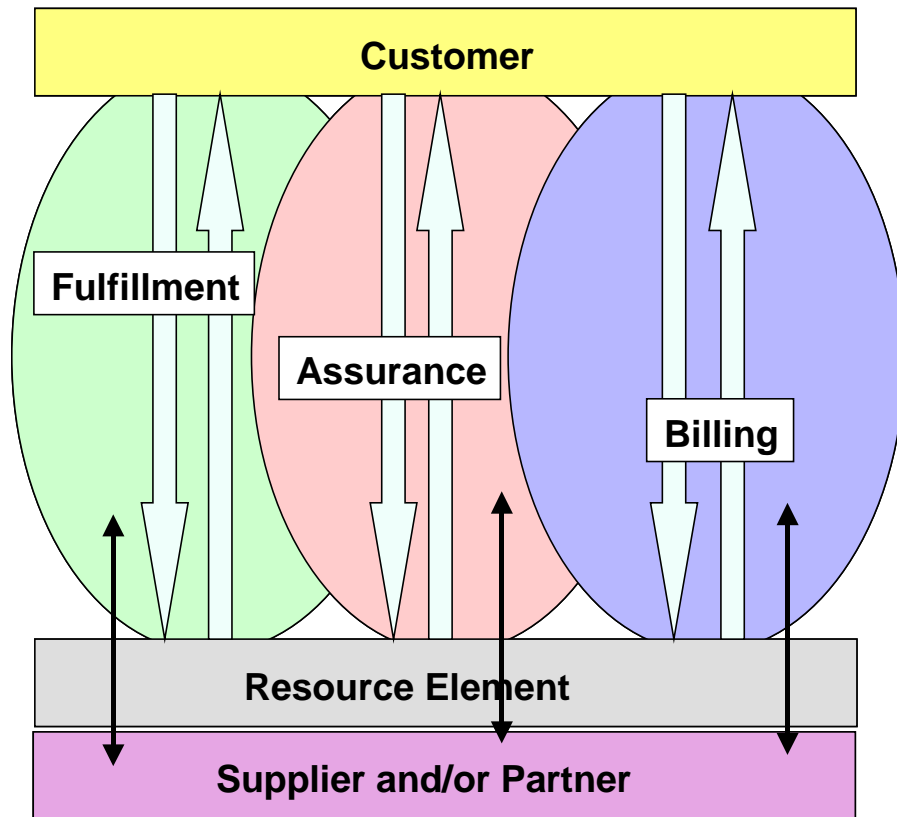 Customer
Fulfillment
Assurance
Billing
Resource Element
Supplier and/or Partner